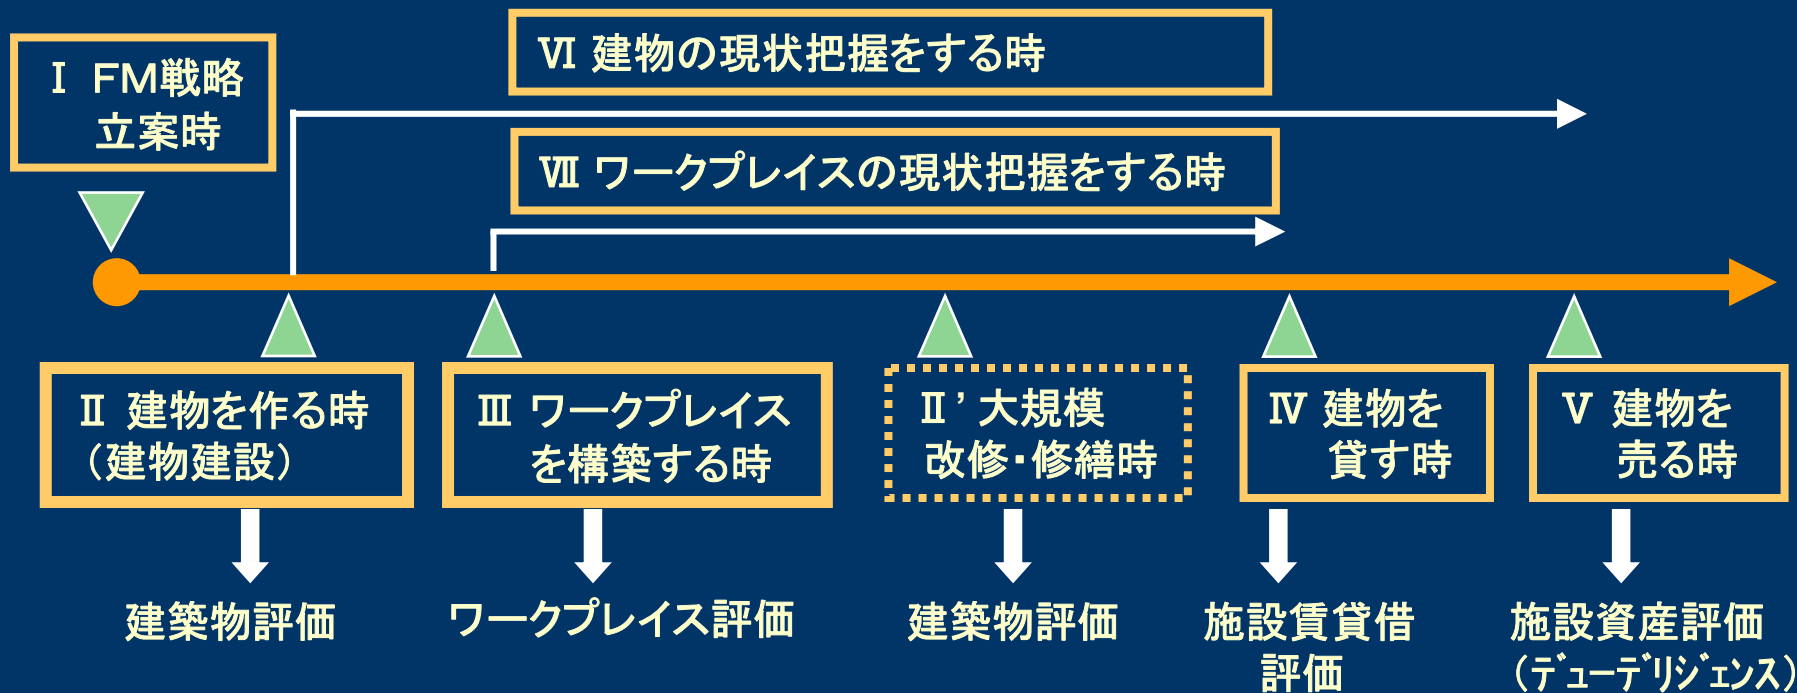 Ⅰ FM戦略
立案時
Ⅵ 建物の現状把握をする時
Ⅶ ワークプレイスの現状把握をする時
Ⅱ 建物を作る時
(建物建設)
Ⅲ ワークプレイス
を構築する時
Ⅱ’大規模
改修・修繕時
Ⅳ 建物を
貸す時
Ⅴ 建物を
売る時
建築物評価
ワークプレイス評価
建築物評価
施設賃貸借
評価
施設資産評価
(ﾃﾞｭｰﾃﾞﾘｼﾞｪﾝｽ)